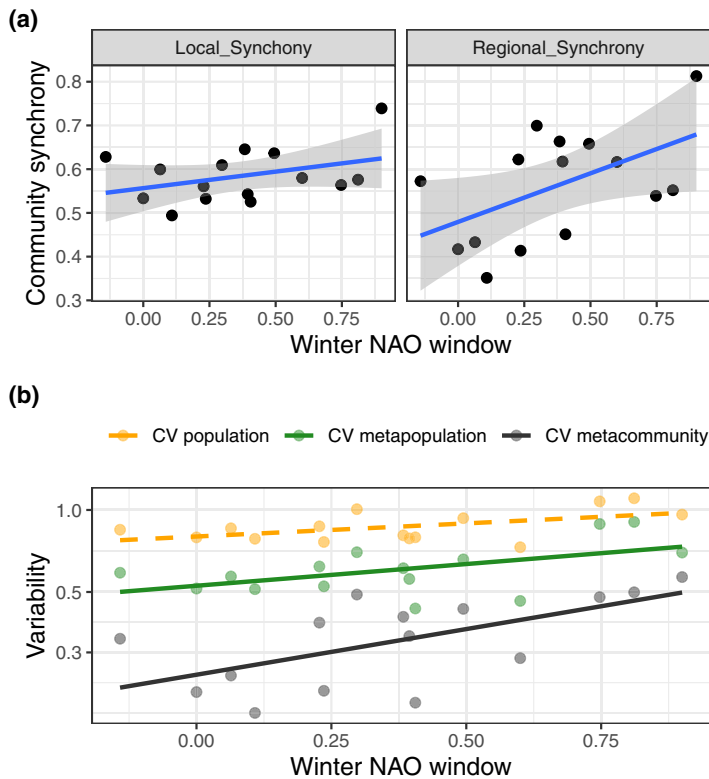 (a)
Local_Synchony
Regional_Synchrony
Community synchrony
0.8
0.7
0.6
0.5
0.4
0.3
0.00 0.25 0.50 0.75
0.00 0.25 0.50 0.75
Winter NAO window
(b)
CV population CV metapopulation CV metacommunity
Variability
1.0
0.5
0.3
0.00 0.25 0.50 0.75
Winter NAO window